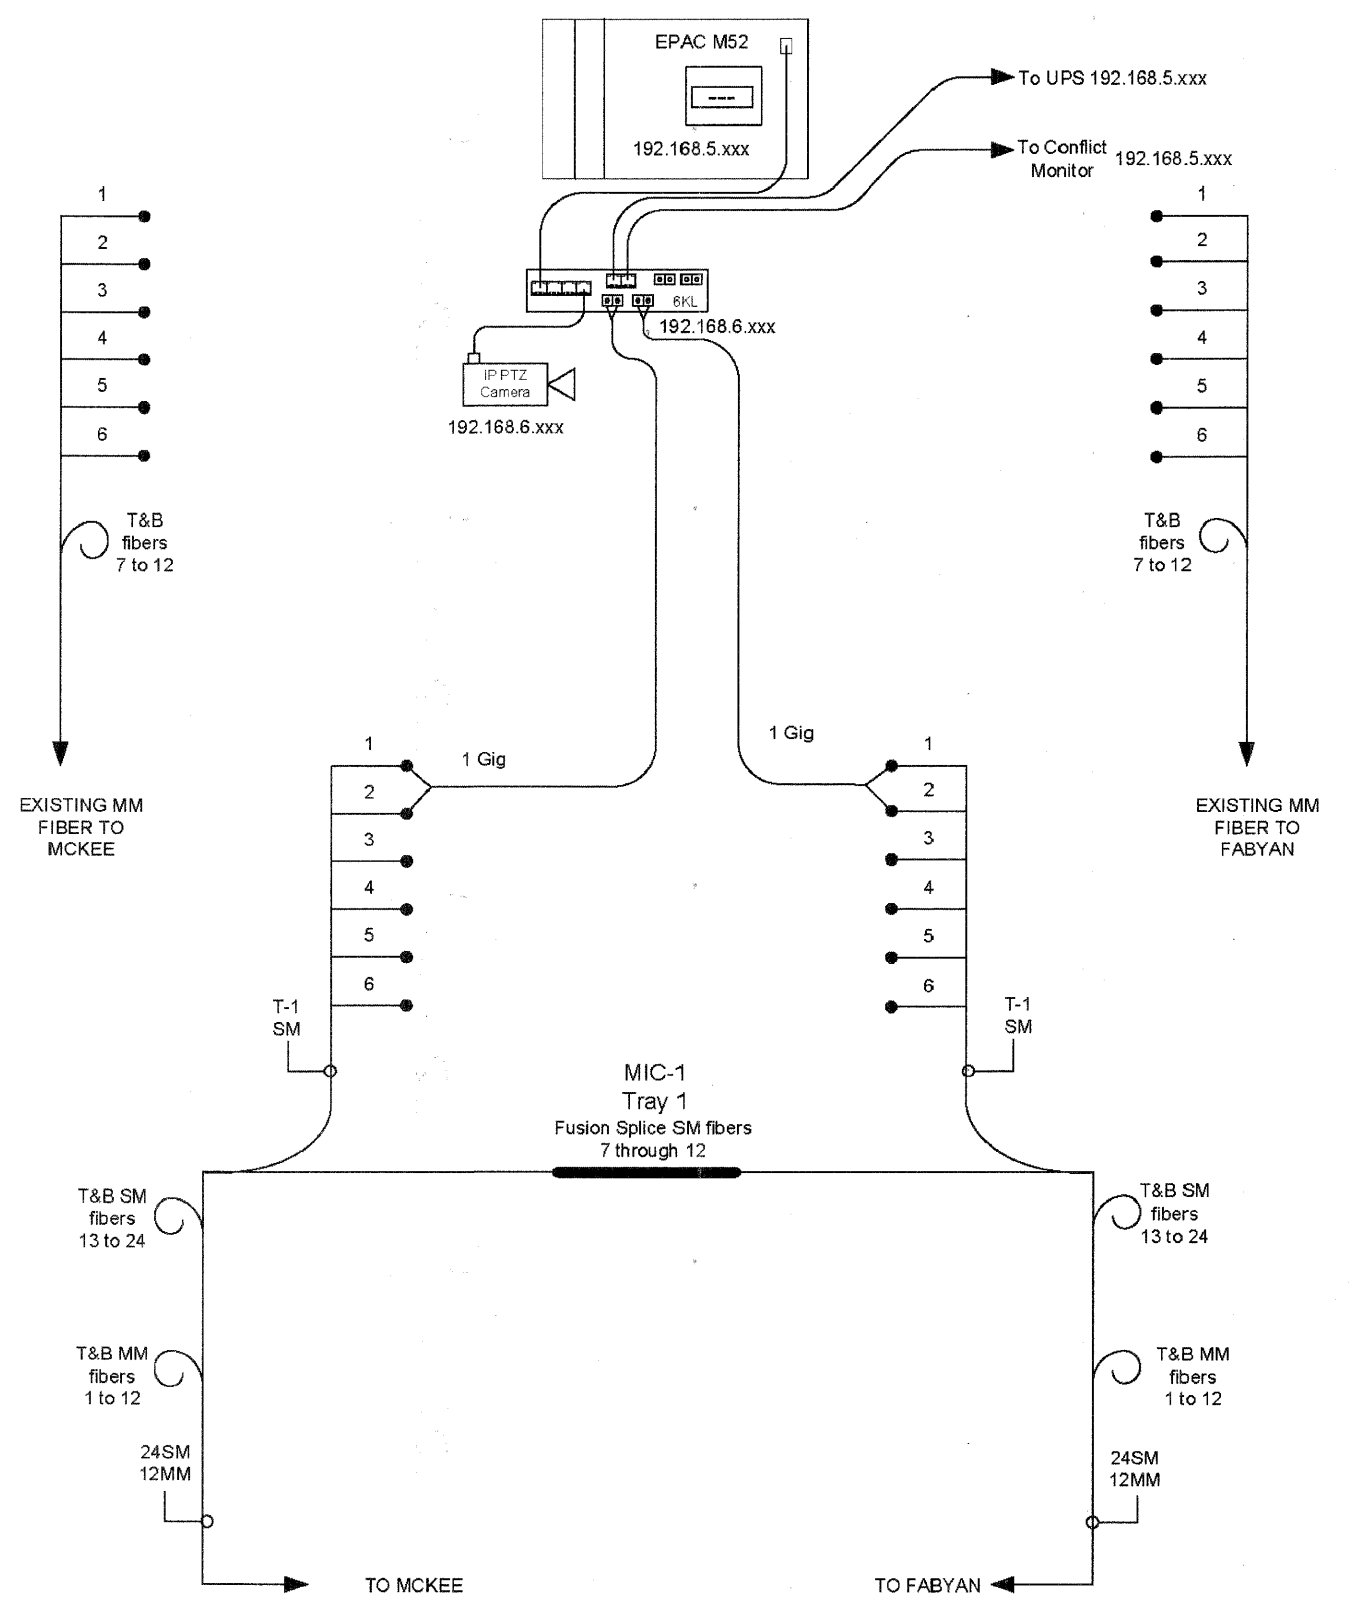 EPAC M52
192.168.5.xxx
To UPS 192.168.5.xxx
To Conflict
Monitor
192.168.5.xxx
6KL
192.168.6.xxx
IP PTZ
Camera
192.168.6.xxx
1
2
3
4
5
6
T&B
fibers
7 to 12
EXISTING MM
FIBER TO
MCKEE
1
2
3
4
5
6
T&B
fibers
7 to 12
EXISTING MM
FIBER TO
FABYAN
1 Gig
1
2
3
4
5
6
T-1
SM
1 Gig
1
2
3
4
5
6
T-1
SM
MIC-1
Tray 1
Fusion Splice SM fibers
7 through 12
T&B SM
fibers
13 to 24
T&B MM
fibers
1 to 12
24SM
12MM
TO MCKEE
T&B SM
fibers
13 to 24
T&B MM
fibers
1 to 12
24SM
12MM
TO FABYAN